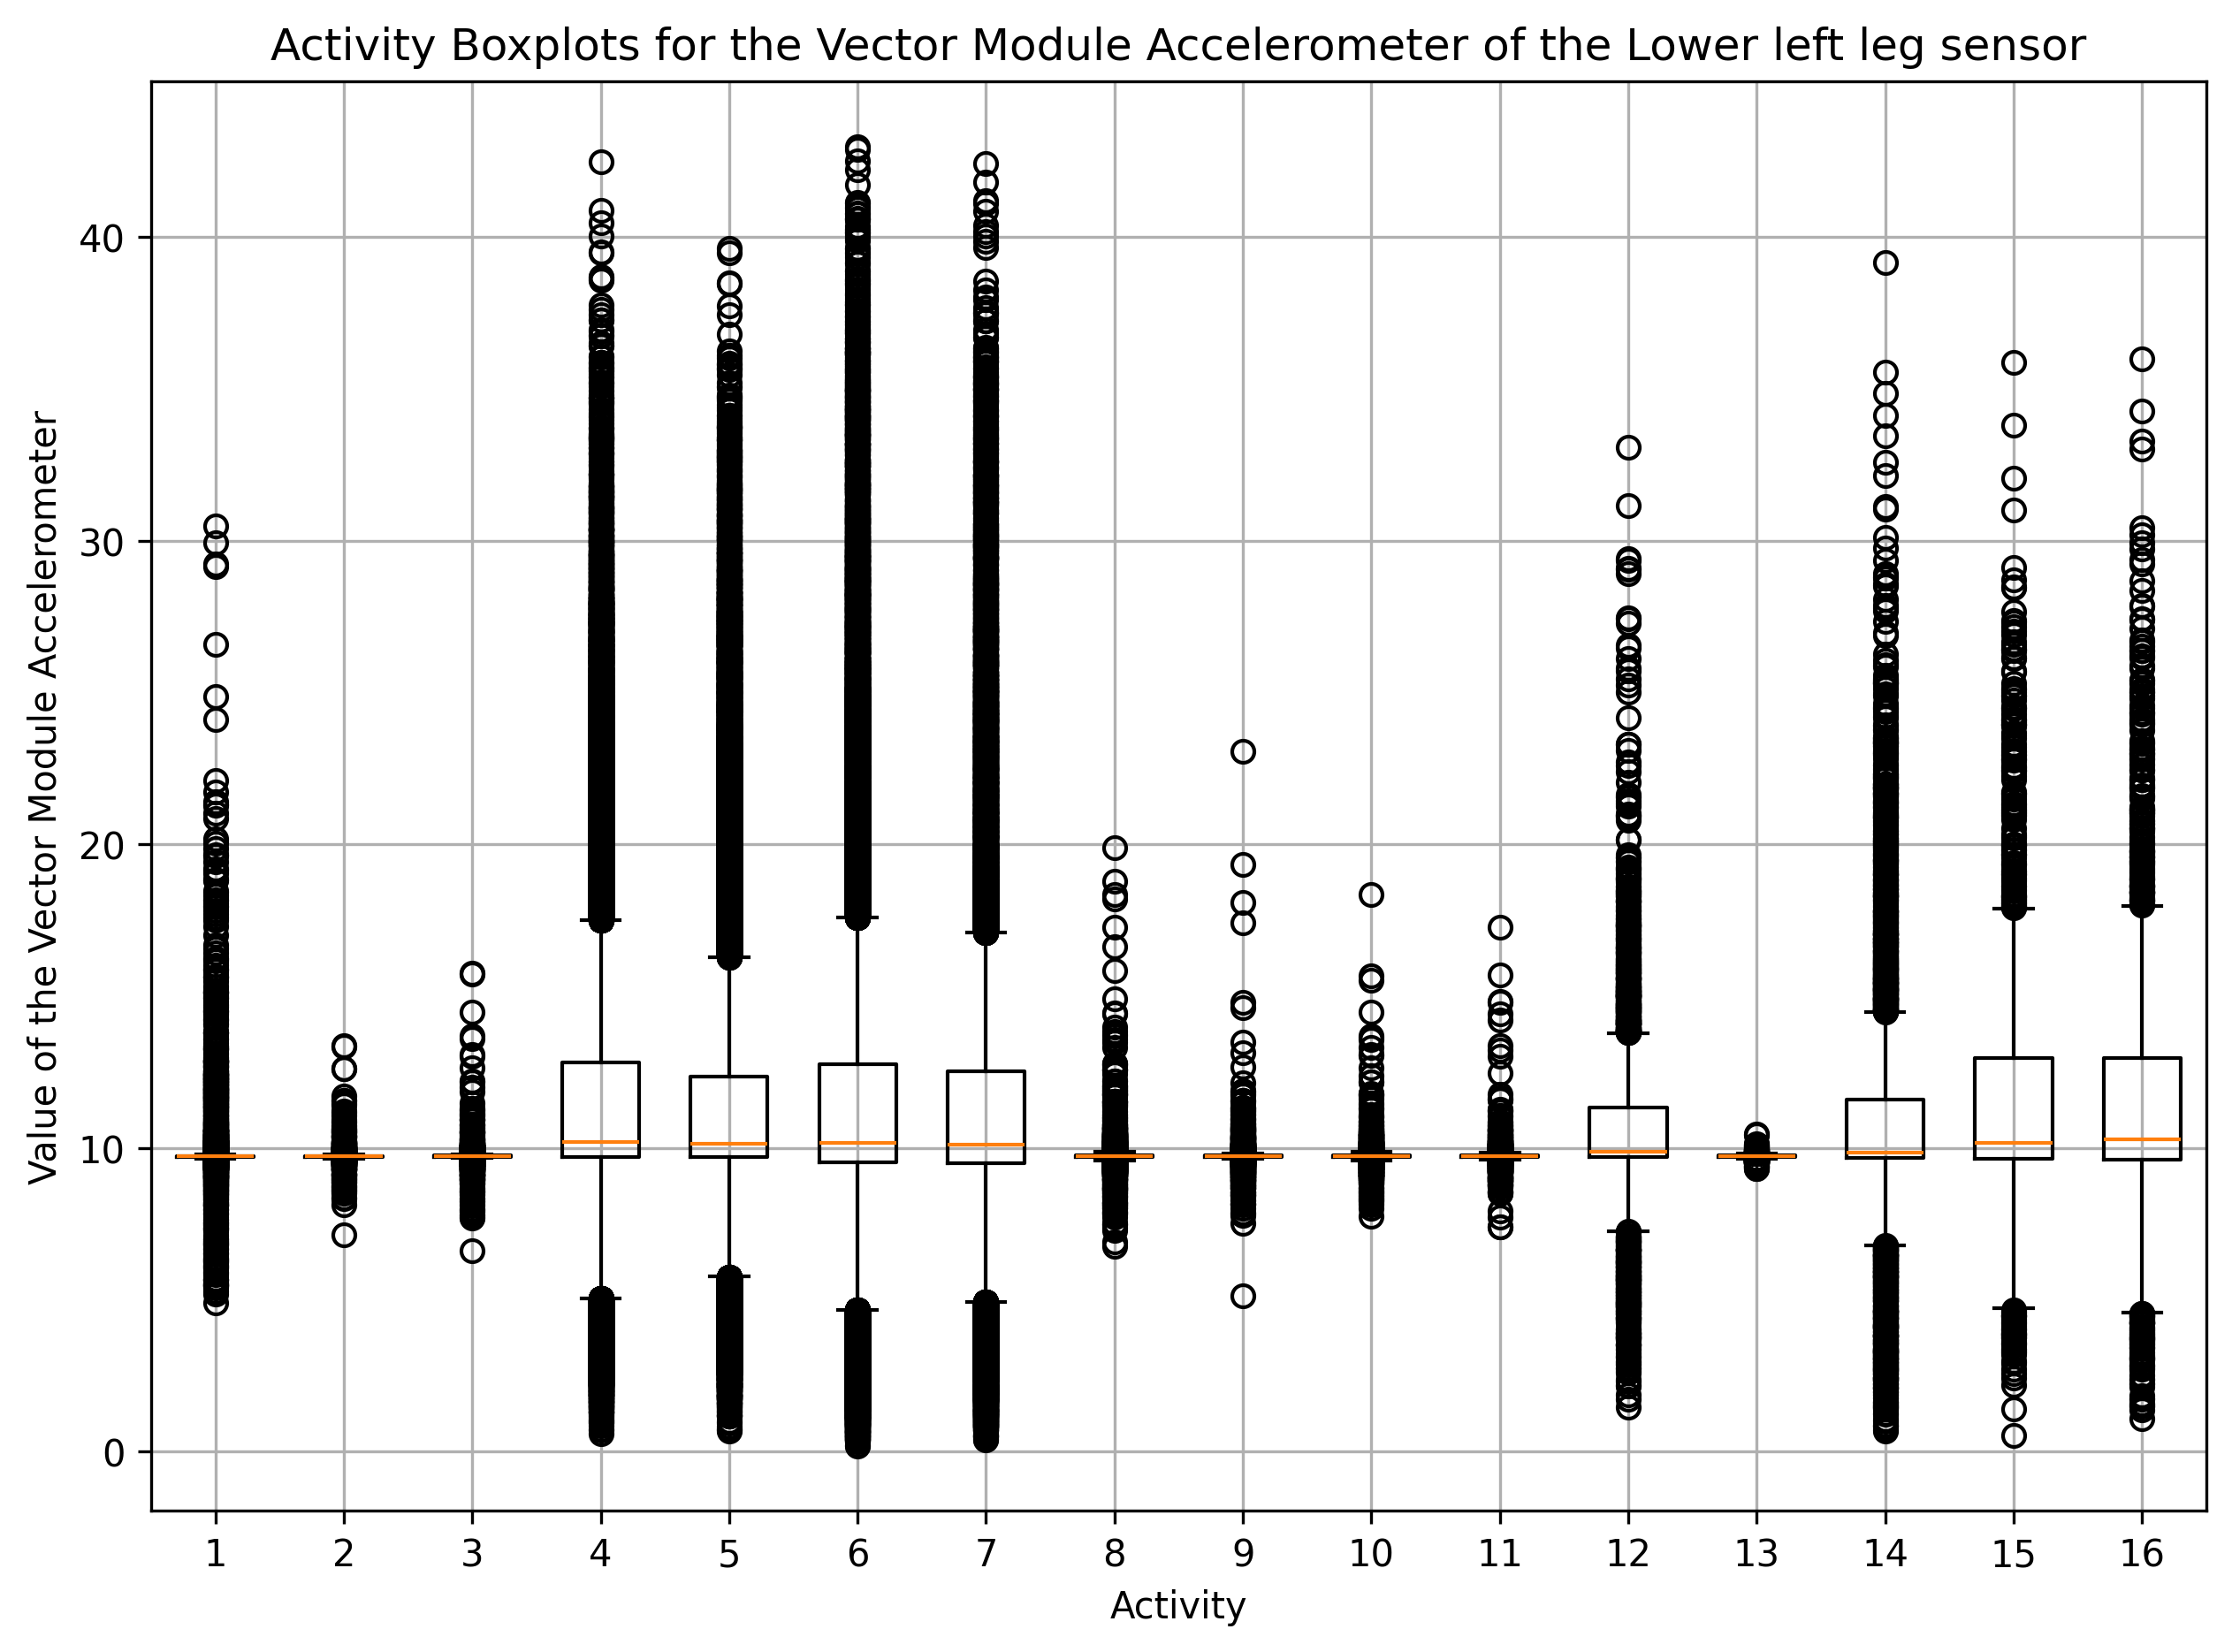 Activity Boxplots for the Vector Module Accelerometer of the Lower left leg sensor
Value of the Vector Module Accelerometer
40
30
20
10
0
1 2 3 4 5 6 7 8 9 10 11 12 13 14 15 16
Activity